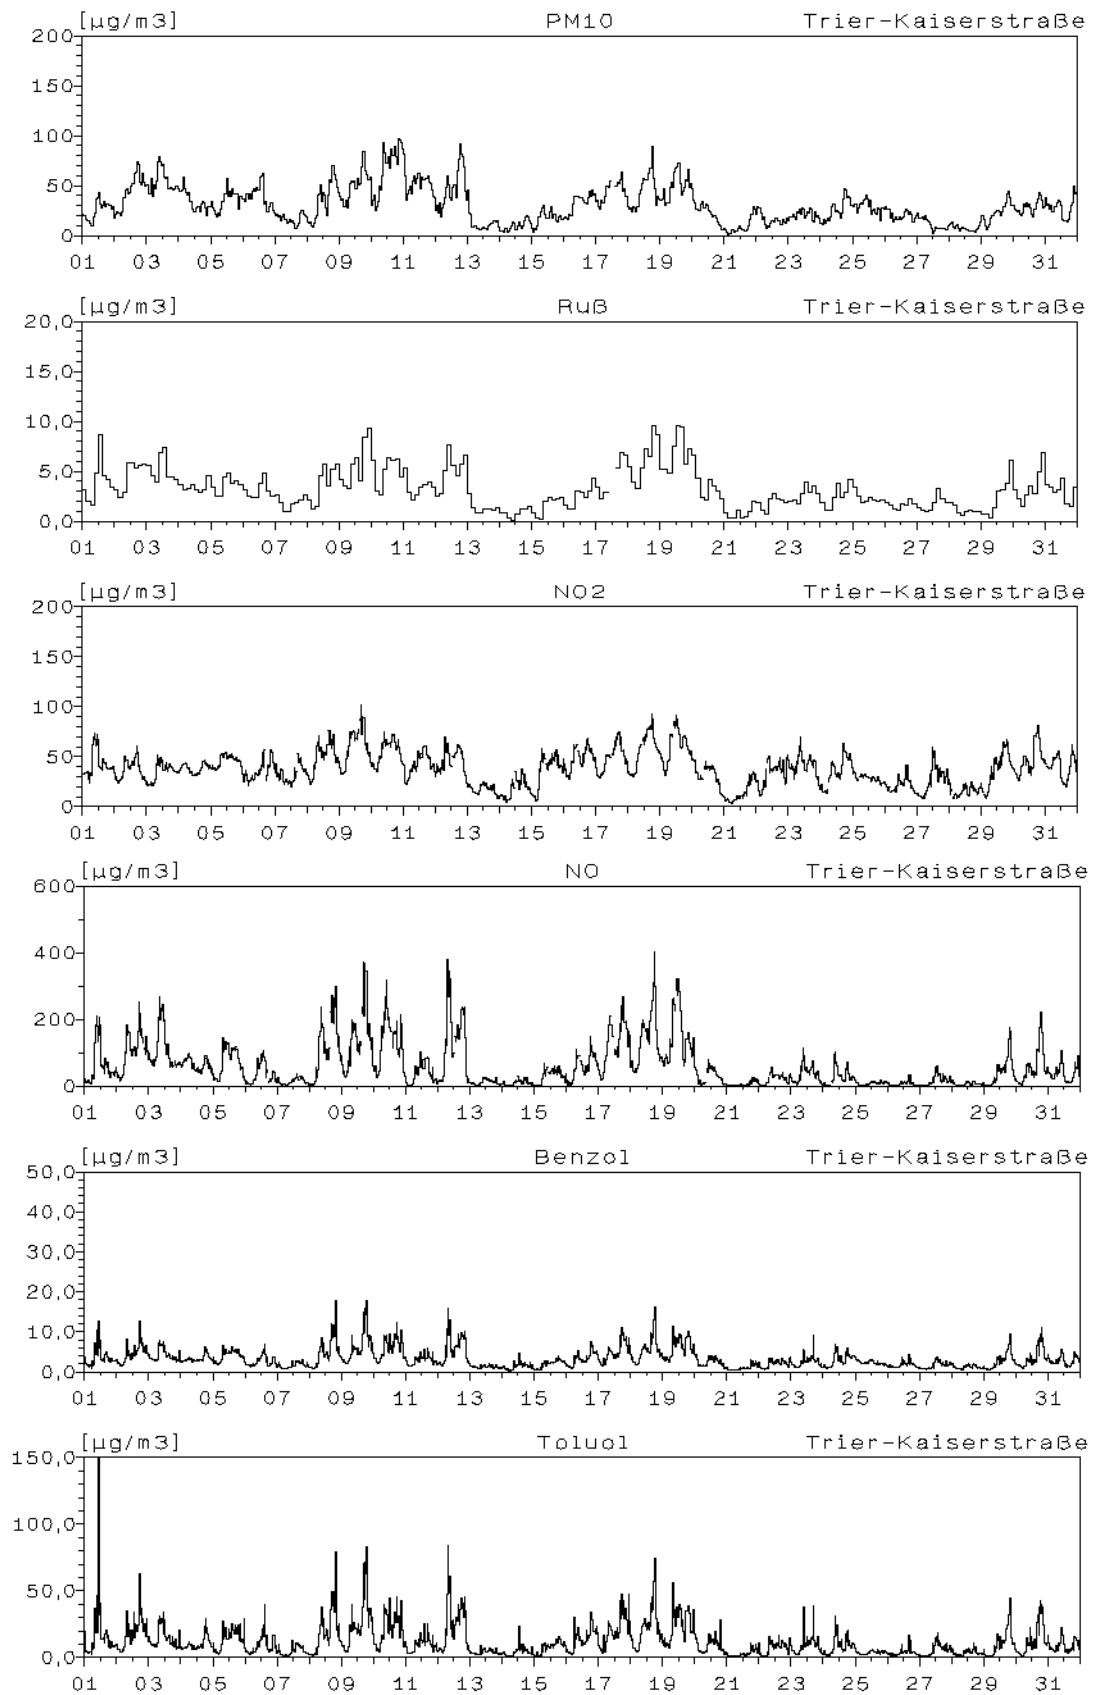 [µg/m3] PM10 Trier-Kaiserstraße
200
150
100
50
0
01 03 05 07 09 11 13 15 17 19 21 23 25 27 29 31
[µg/m3] Ruß Trier-Kaiserstraße
20,0
15,0
10,0
5,0
0,0
01 03 05 07 09 11 13 15 17 19 21 23 25 27 29 31
[µg/m3] NO2 Trier-Kaiserstraße
200
150
100
50
0
01 03 05 07 09 11 13 15 17 19 21 23 25 27 29 31
[µg/m3] NO Trier-Kaiserstraße
600
400
200
0
01 03 05 07 09 11 13 15 17 19 21 23 25 27 29 31
[µg/m3] Benzol Trier-Kaiserstraße
50,0
40,0
30,0
20,0
10,0
0,0
01 03 05 07 09 11 13 15 17 19 21 23 25 27 29 31
[µg/m3] Toluol Trier-Kaiserstraße
150,0
100,0
50,0
0,0
01 03 05 07 09 11 13 15 17 19 21 23 25 27 29 31